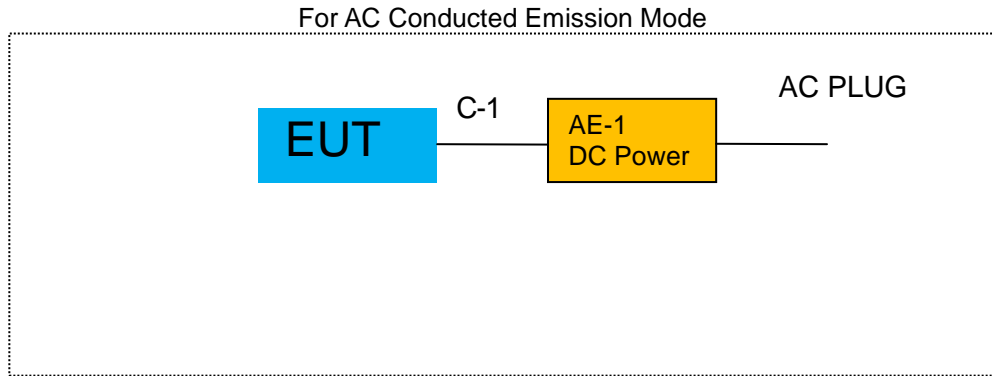 For AC Conducted Emission Mode
AC PLUG
C-1
EUT
AE-1
DC Power